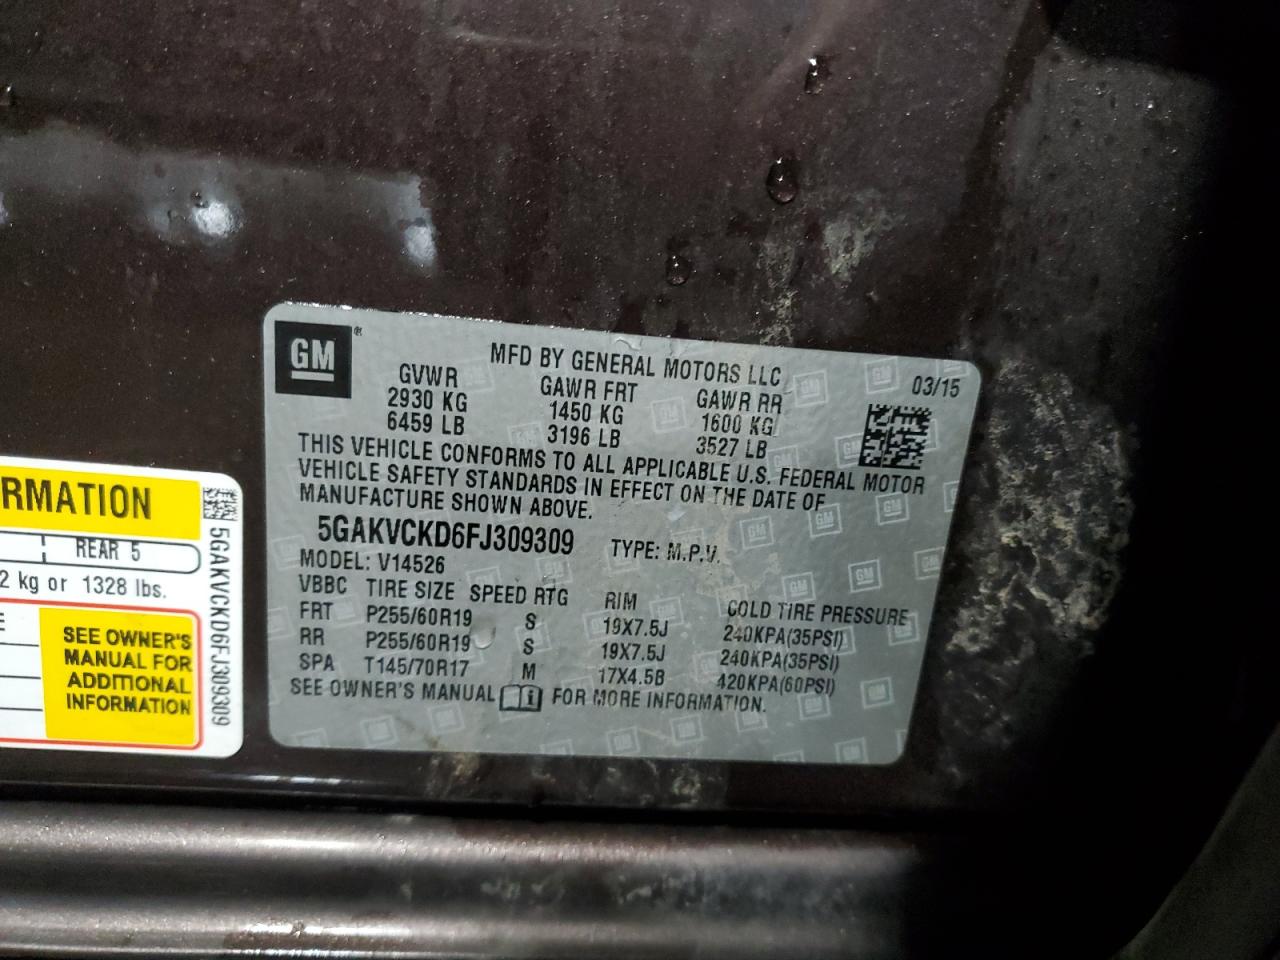 GM ®
MFD BY GENERAL MOTORS LLC
03/15
GVWR GAWR FRT GAWR RR
2930 KG 1450 KG 1600 KG
6459 LB 3196 LB 3527 LB
THIS VEHICLE CONFORMS TO ALL APPLICABLE U.S. FEDERAL MOTOR
VEHICLE SAFETY STANDARDS IN EFFECT ON THE DATE OF
MANUFACTURE SHOWN ABOVE.
5GAKVCKD6FJ309309 TYPE: M.P.V.
MODEL: V14526
VBBC TIRE SIZE SPEED RTG RIM COLD TIRE PRESSURE
FRT P255/60R19 S 19X7.5J 240KPA(35PSI)
RR P255/60R19 S 19X7.5J 240KPA(35PSI)
SPA T145/70R17 M 17X4.5B 420KPA(60PSI)
SEE OWNER'S MANUAL FOR MORE INFORMATION.
RMATION
REAR 5
2 kg or 1328 lbs.
E
SEE OWNER'S
MANUAL FOR
ADDITIONAL
INFORMATION
5GAKVCKD6FJ309309